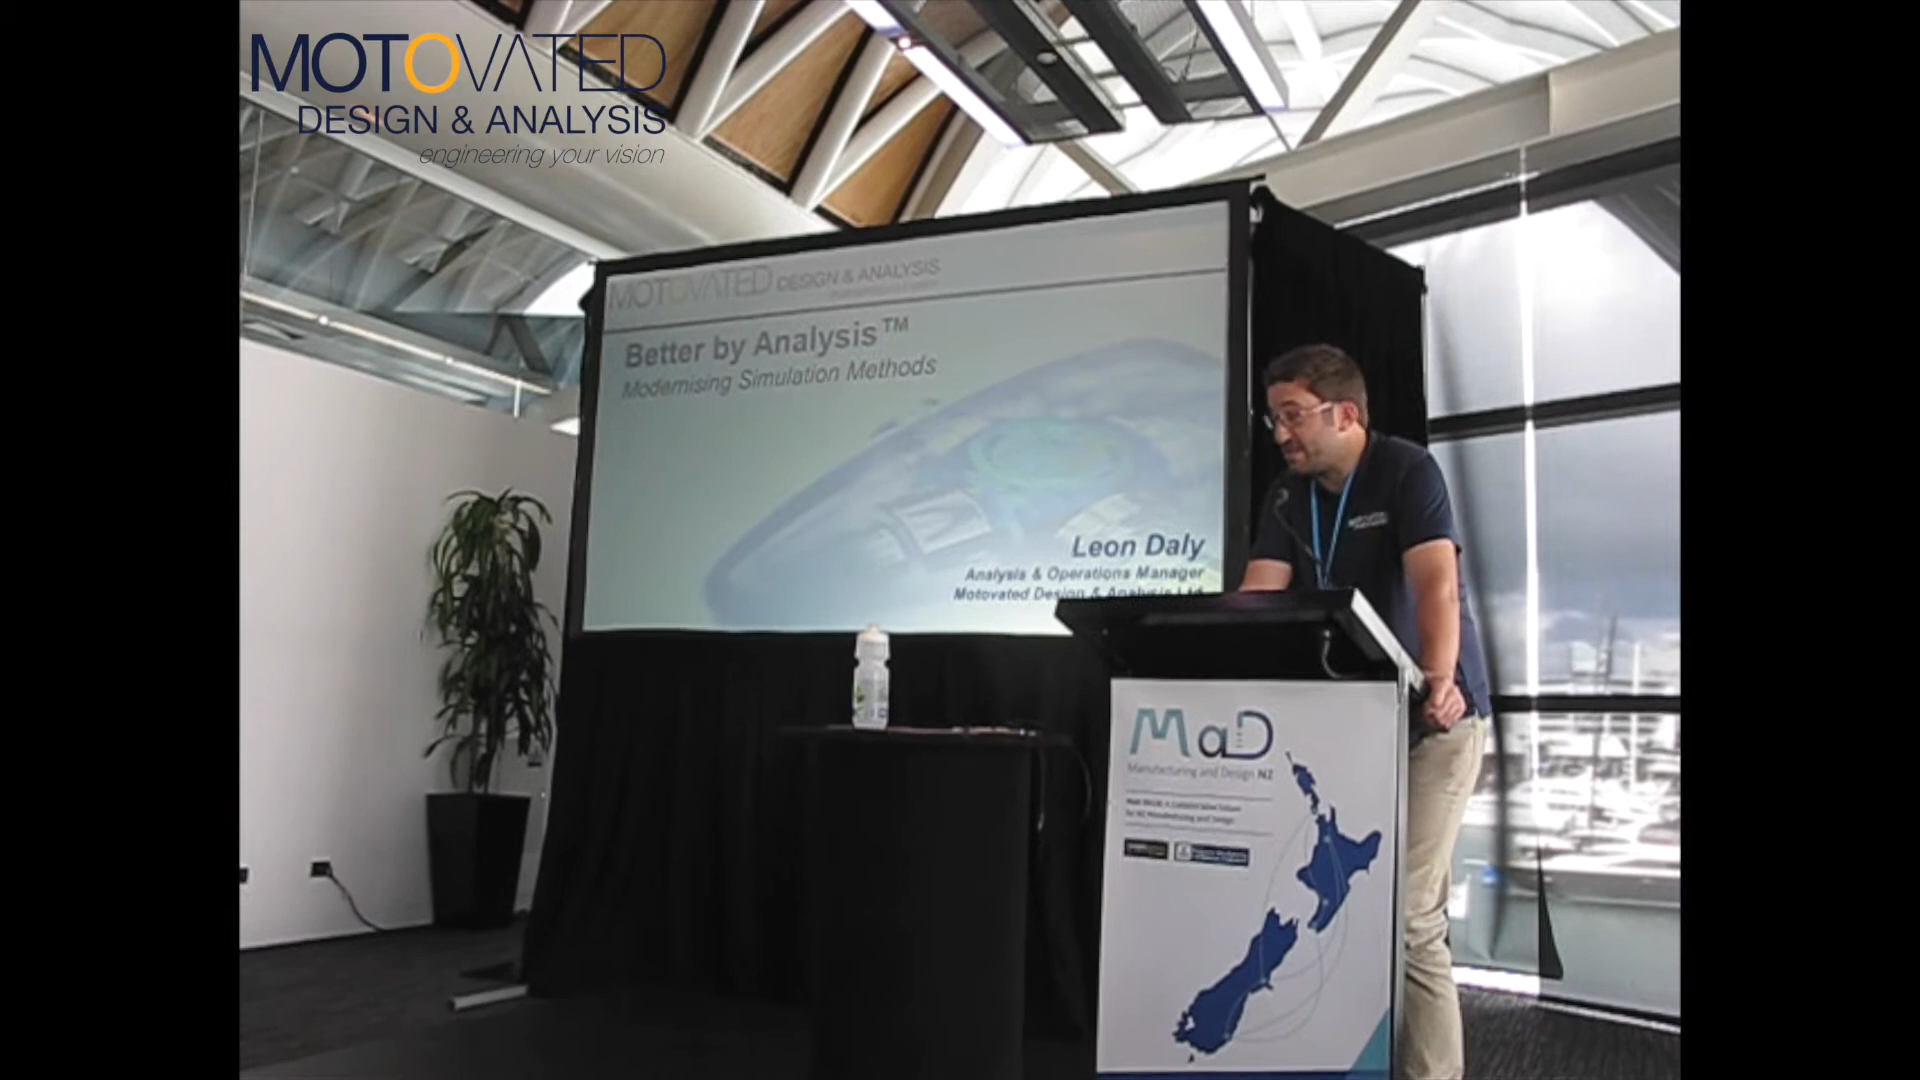 MOTOVATED
DESIGN & ANALYSIS
engineering your vision
MOTOVATED DESIGN & ANALYSIS
Better by Analysis™
Modernising Simulation Methods
Leon Daly
Analysis & Operations Manager
Motovated Design & Analysis Ltd
MaD
Manufacturing and Design NZ